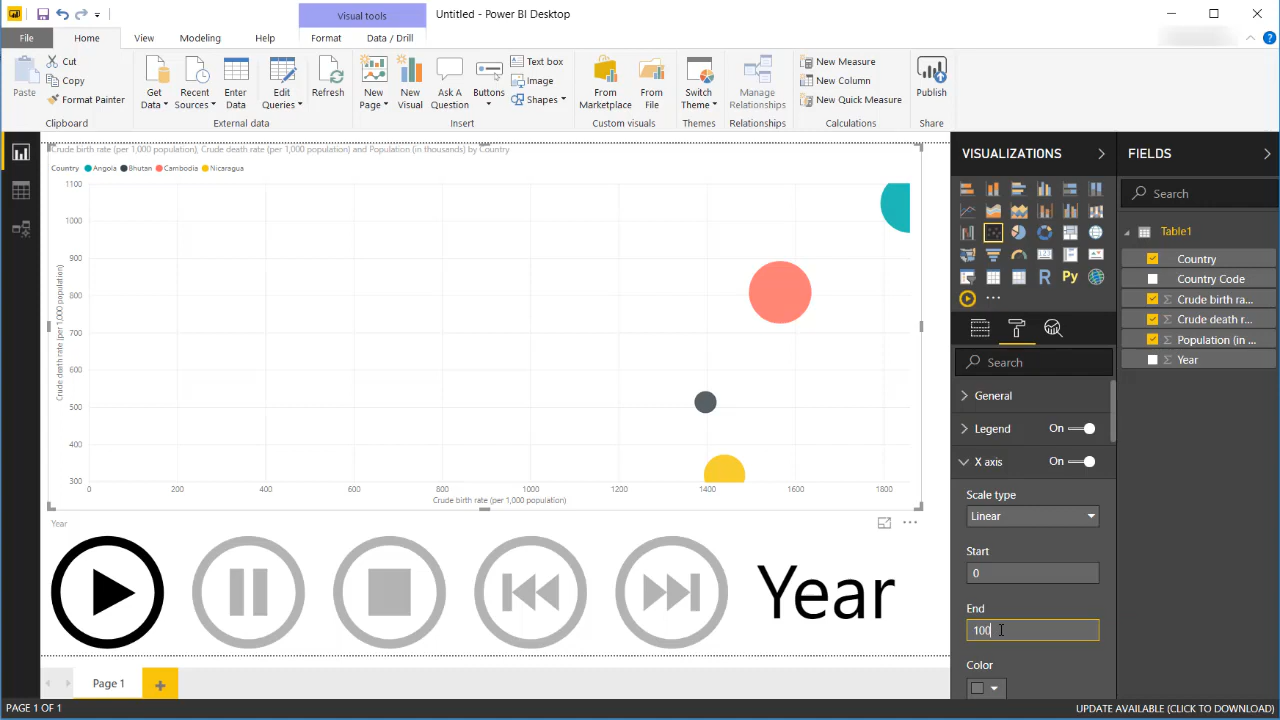 Visual tools
Untitled - Power BI Desktop
File
Home
View
Modeling
Help
Format
Data / Drill
Paste
Cut
Copy
Format Painter
Clipboard
Get Data
Recent Sources
Enter Data
Edit Queries
Refresh
External data
New Page
New Visual
Ask A Question
Buttons
Text box
Image
Shapes
Insert
From Marketplace
From File
Custom visuals
Switch Theme
Themes
Manage Relationships
Relationships
New Measure
New Column
New Quick Measure
Calculations
Publish
Share
Crude birth rate (per 1,000 population), Crude death rate (per 1,000 population) and Population (in thousands) by Country
Country Angola Bhutan Cambodia Nicaragua
Crude death rate (per 1,000 population)
1100
1000
900
800
700
600
500
400
300
0 200 400 600 800 1000 1200 1400 1600 1800
Crude birth rate (per 1,000 population)
Year
Year
VISUALIZATIONS
R
Py
Search
General
Legend On
X axis On
Scale type
Linear
Start
0
End
100
Color
FIELDS
Search
Table1
Country
Country Code
Σ Crude birth ra...
Σ Crude death r...
Σ Population (in ...
Σ Year
Page 1
PAGE 1 OF 1
UPDATE AVAILABLE (CLICK TO DOWNLOAD)